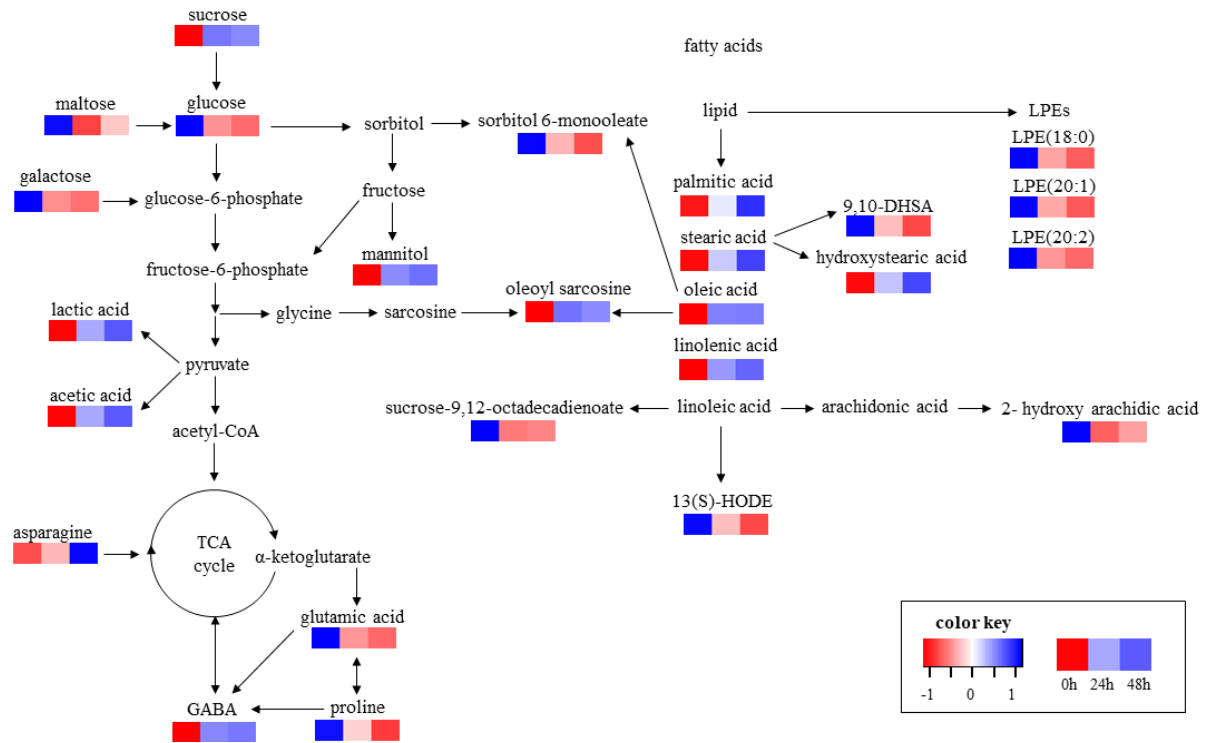 sucrose
fatty acids
maltose
glucose
sorbitol
sorbitol 6-monooleate
lipid
LPEs
LPE(18:0)
galactose
glucose-6-phosphate
fructose
palmitic acid
LPE(20:1)
9,10-DHSA
stearic acid
LPE(20:2)
fructose-6-phosphate
mannitol
hydroxystearic acid
oleoyl sarcosine
oleic acid
lactic acid
glycine
sarcosine
linolenic acid
pyruvate
acetic acid
sucrose-9,12-octadecadienoate
linoleic acid
arachidonic acid
2- hydroxy arachidic acid
acetyl-CoA
13(S)-HODE
asparagine
TCA
cycle
α-ketoglutarate
glutamic acid
color key
-1 0 1
0h 24h 48h
GABA
proline